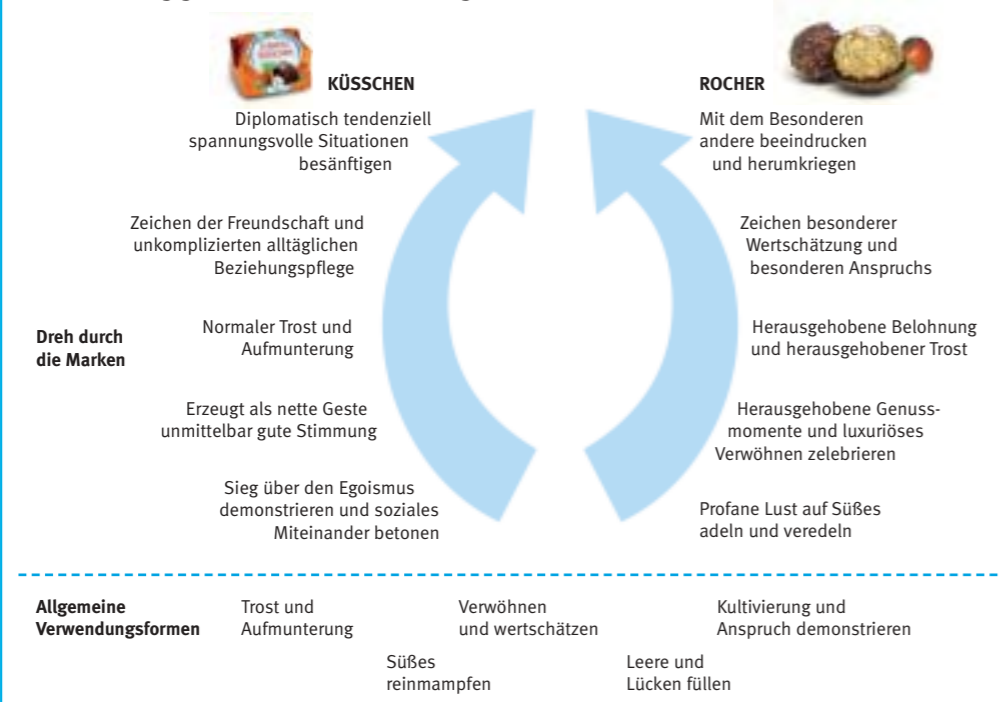 KÜSSCHEN
Diplomatisch tendenziell
spannungsvolle Situationen
besänftigen
Zeichen der Freundschaft und
unkomplizierten alltäglichen
Beziehungspflege
Dreh durch
die Marken
Normaler Trost und
Aufmunterung
Erzeugt als nette Geste
unmittelbar gute Stimmung
Sieg über den Egoismus
demonstrieren und soziales
Miteinander betonen
ROCHER
Mit dem Besonderen
andere beeindrucken
und herumkriegen
Zeichen besonderer
Wertschätzung und
besonderen Anspruchs
Herausgehobene Belohnung
und herausgehobener Trost
Herausgehobene Genuss-
momente und luxuriöses
Verwöhnen zelebrieren
Profane Lust auf Süßes
adeln und veredeln
Allgemeine
Verwendungsformen
Trost und
Aufmunterung
Verwöhnen
und wertschätzen
Kultivierung und
Anspruch demonstrieren
Süßes
reinmampfen
Leere und
Lücken füllen